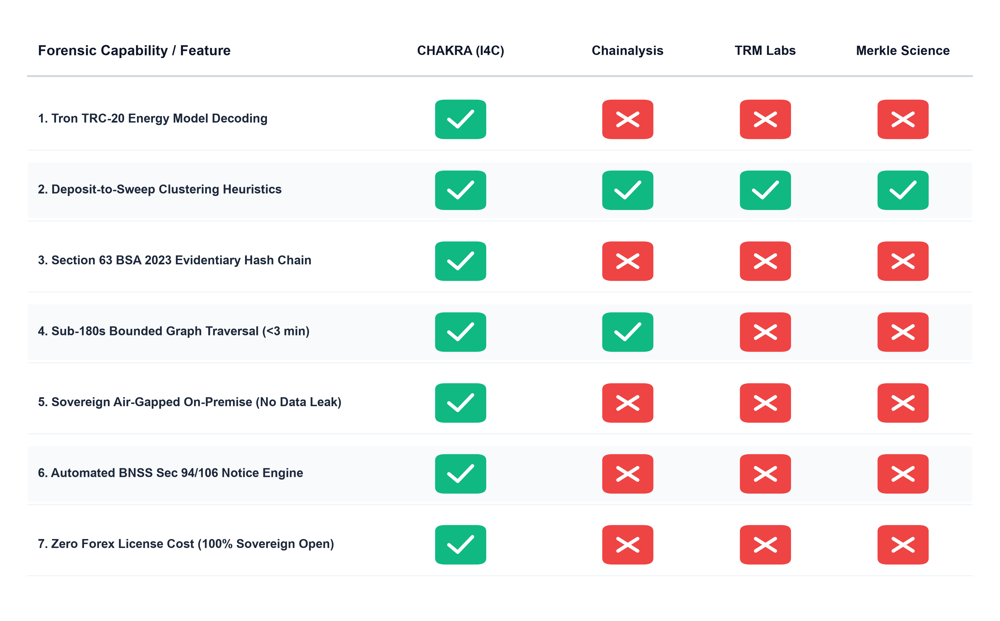 Forensic Capability / Feature CHAKRA (I4C) Chainalysis TRM Labs Merkle Science
1. Tron TRC-20 Energy Model Decoding
2. Deposit-to-Sweep Clustering Heuristics
3. Section 63 BSA 2023 Evidentiary Hash Chain
4. Sub-180s Bounded Graph Traversal (<3 min)
5. Sovereign Air-Gapped On-Premise (No Data Leak)
6. Automated BNSS Sec 94/106 Notice Engine
7. Zero Forex License Cost (100% Sovereign Open)